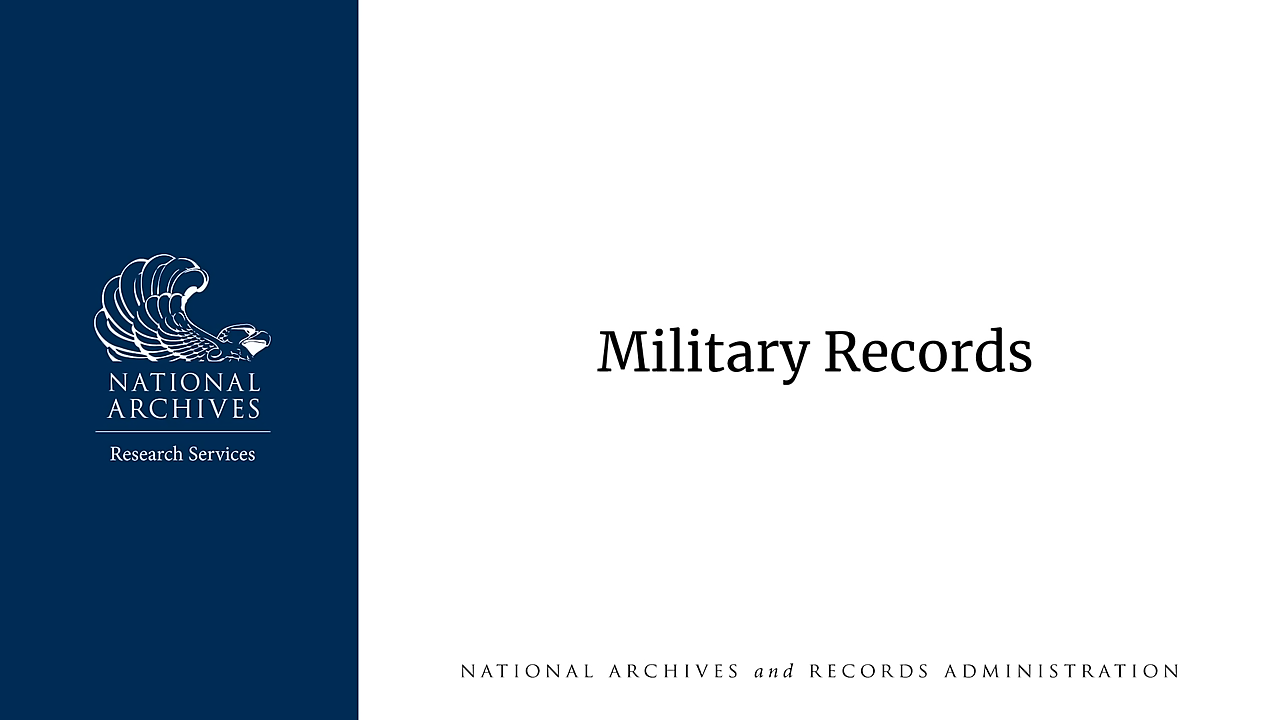 NATIONAL
ARCHIVES
Research Services
Military Records
NATIONAL ARCHIVES and RECORDS ADMINISTRATION